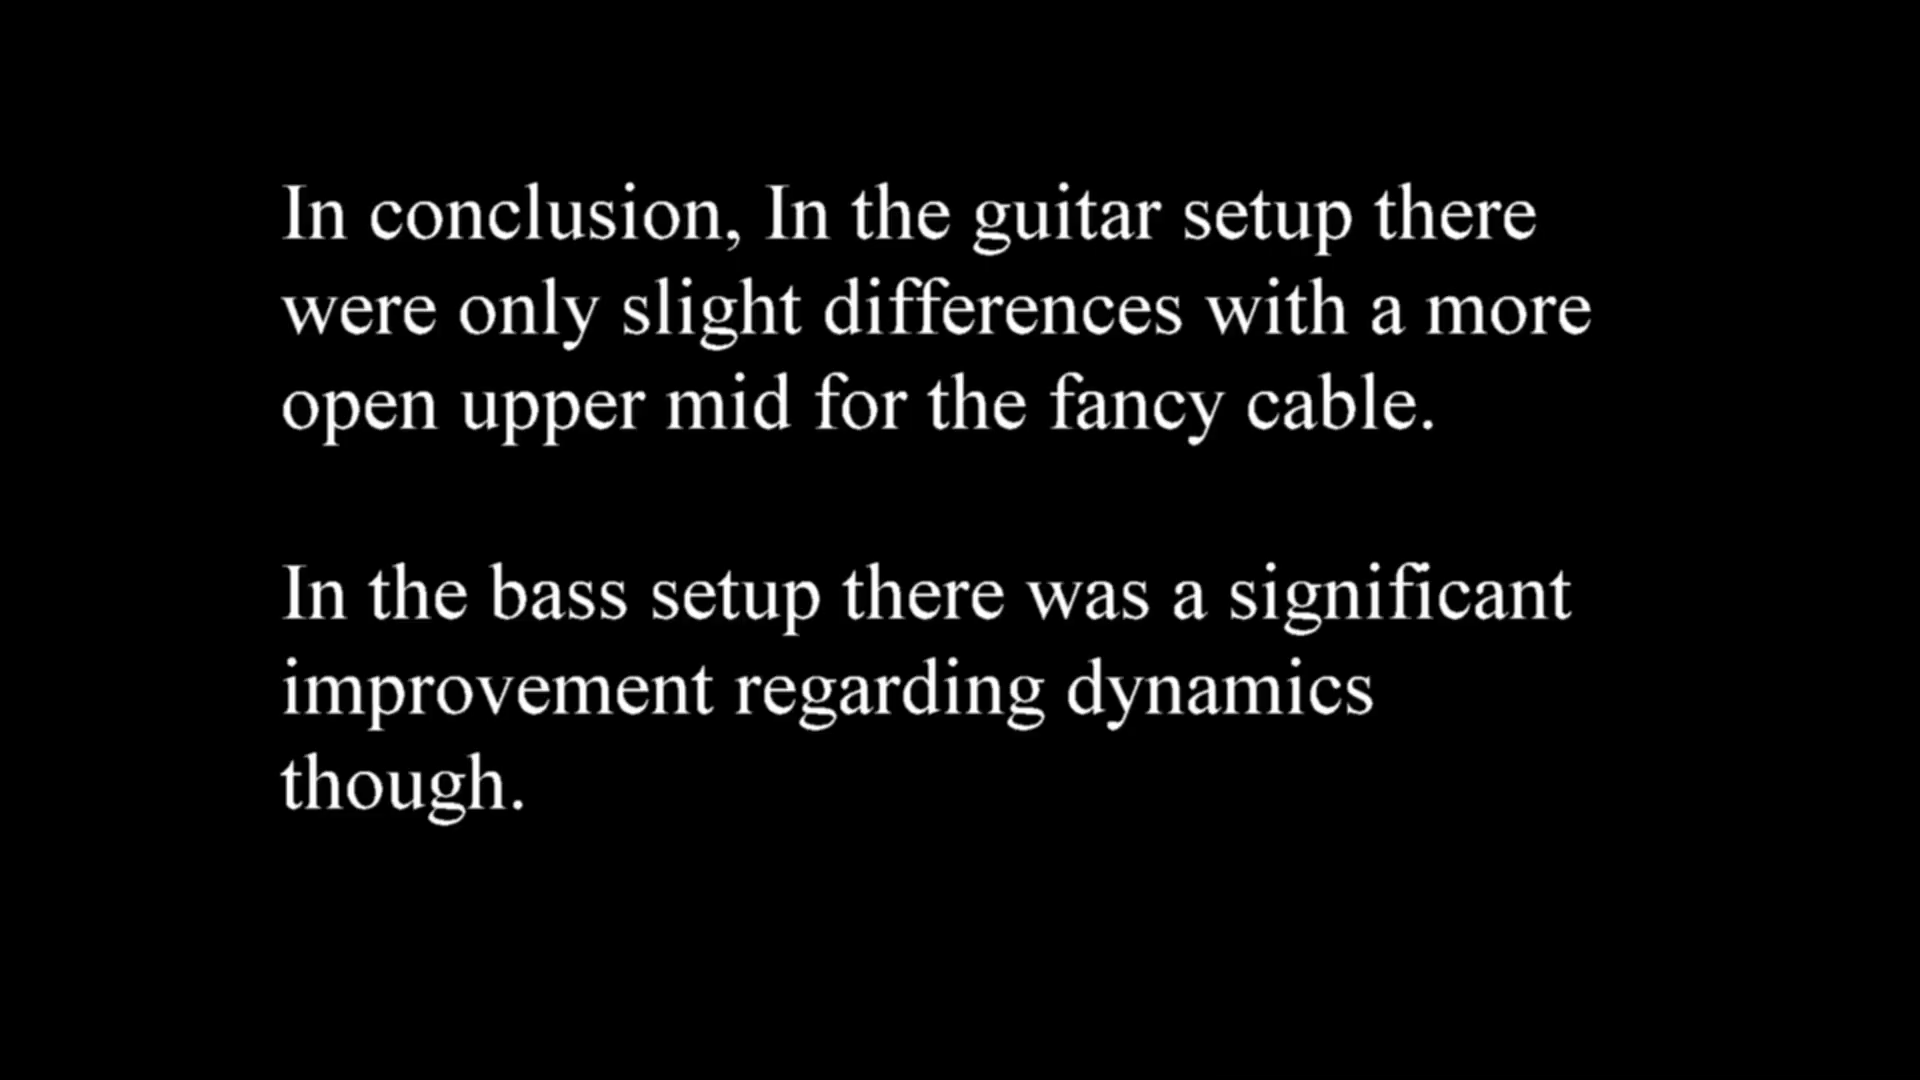 In conclusion, In the guitar setup there
were only slight differences with a more
open upper mid for the fancy cable.
In the bass setup there was a significant
improvement regarding dynamics
though.